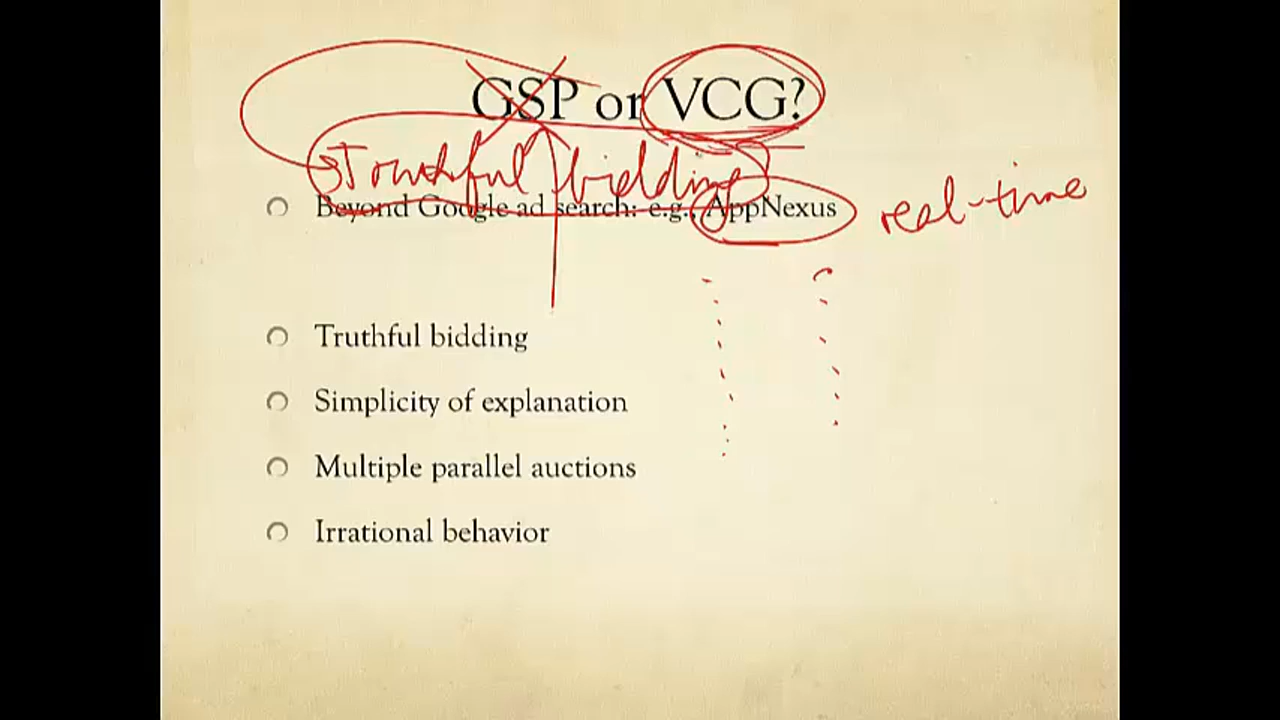 GSP or VCG?
Truthful bidding
Beyond Google ad search: e.g., AppNexus real-time
Truthful bidding
Simplicity of explanation
Multiple parallel auctions
Irrational behavior